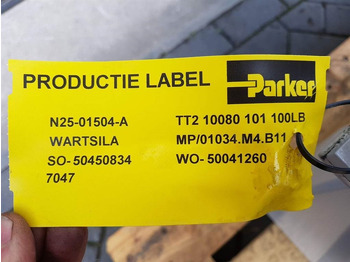 PRODUCTIE LABEL
Parker
N25-01504-A TT2 10080 101 100LB
WARTSILA MP/01034.M4.B11
SO- 50450834 WO- 50041260
7047